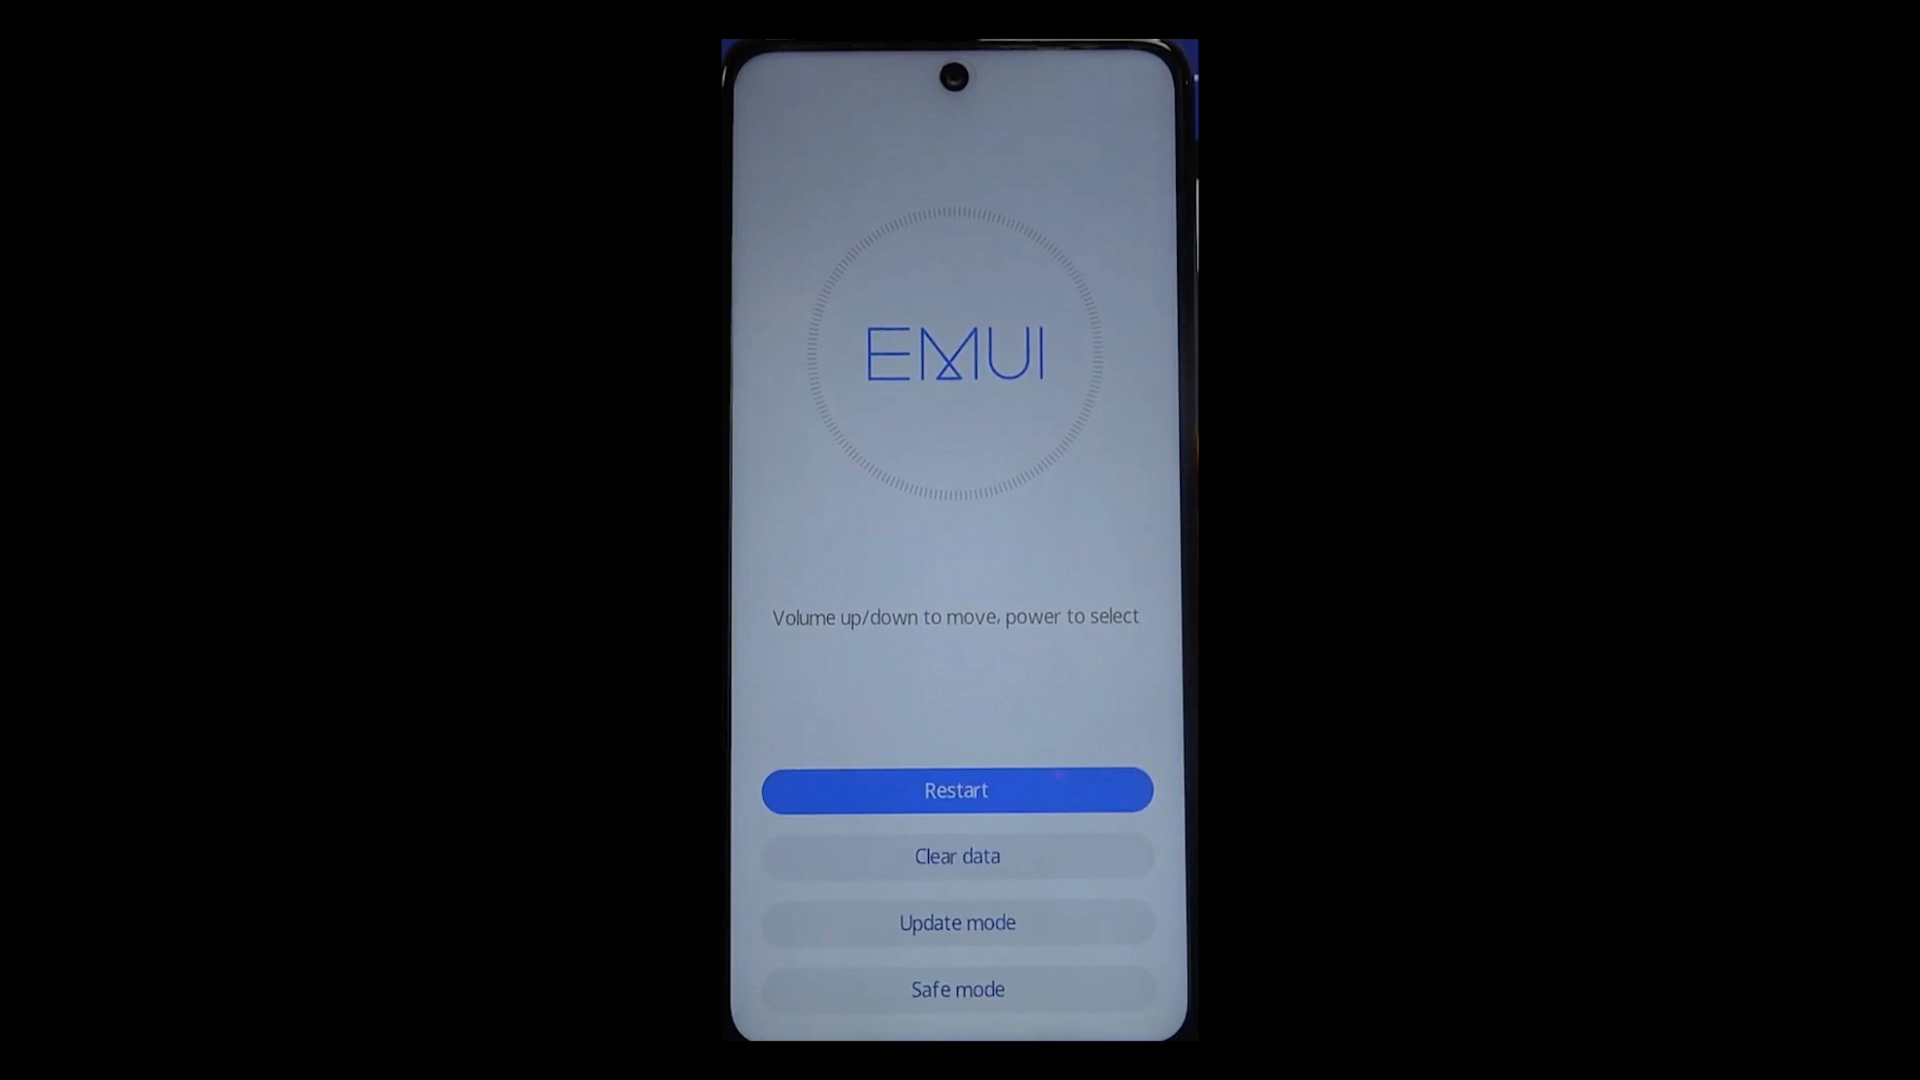 EMUI
Volume up/down to move, power to select
Restart
Clear data
Update mode
Safe mode